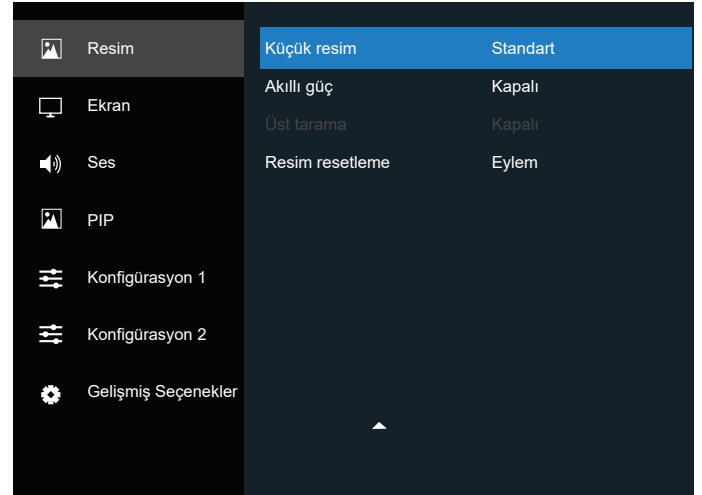 Resim
Küçük resim Standart
Akıllı güç Kapalı
Ekran
Üst tarama Kapalı
Ses
Resim resetleme Eylem
PIP
Konfigürasyon 1
Konfigürasyon 2
Gelişmiş Seçenekler